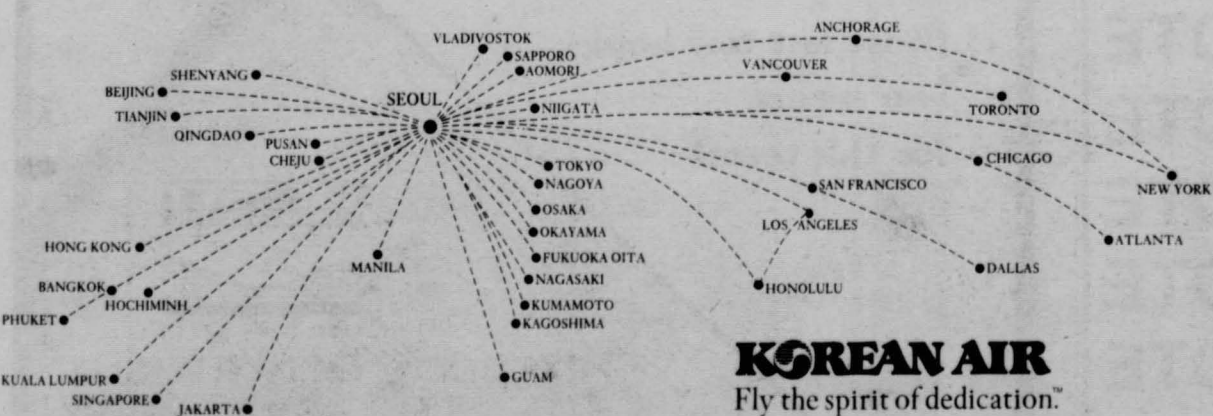 ANCHORAGE
VLADIVOSTOK
SAPPORO
AOMORI
VANCOUVER
SHENYANG
BEIJING
SEOUL
TORONTO
NIIGATA
TIANJIN
QINGDAO
PUSAN
CHEJU
CHICAGO
TOKYO
NAGOYA
SAN FRANCISCO
NEW YORK
OSAKA
LOS ANGELES
OKAYAMA
ATLANTA
HONG KONG
FUKUOKA OITA
MANILA
DALLAS
NAGASAKI
BANGKOK
HONOLULU
HOCHIMINH
KUMAMOTO
PHUKET
KAGOSHIMA
KOREAN AIR
GUAM
KUALA LUMPUR
SINGAPORE
Fly the spirit of dedication.™
JAKARTA